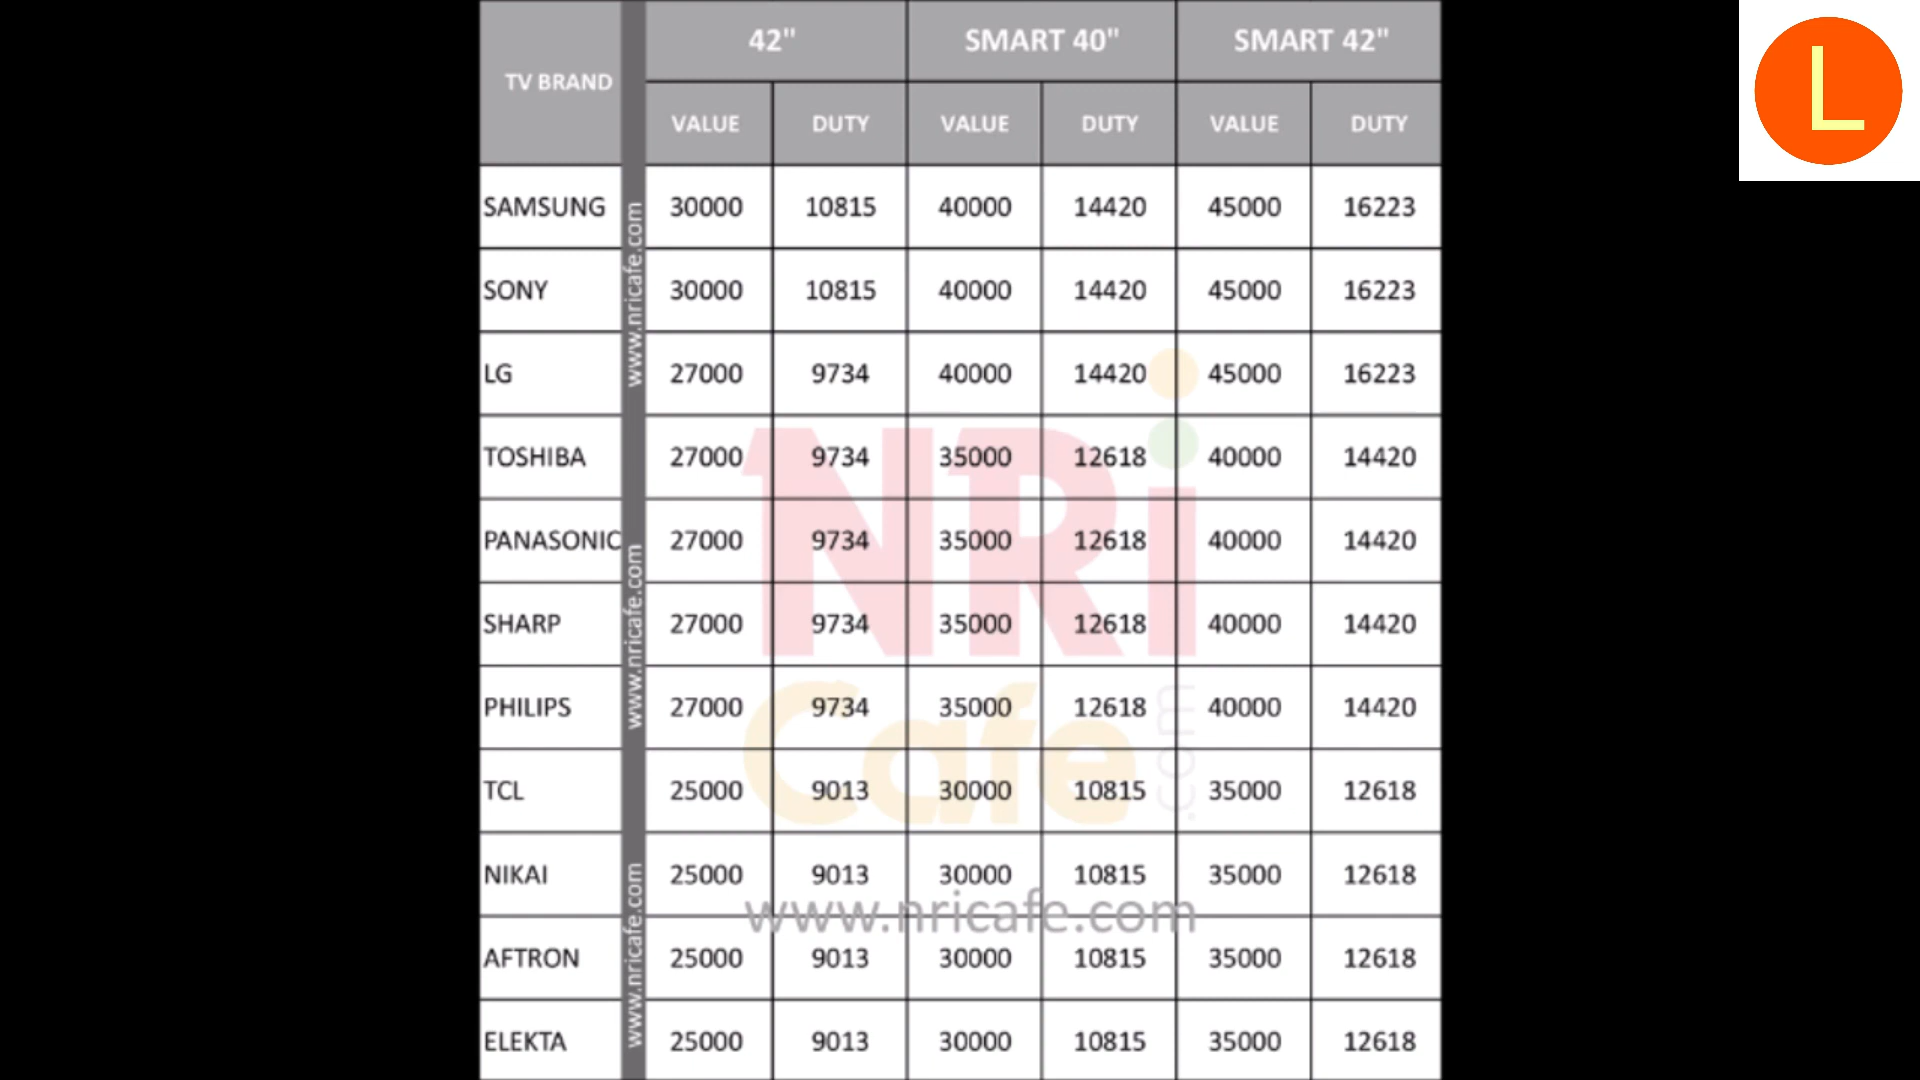 TV BRAND 42" SMART 40" SMART 42"
VALUE DUTY VALUE DUTY VALUE DUTY
SAMSUNG 30000 10815 40000 14420 45000 16223
SONY 30000 10815 40000 14420 45000 16223
LG 27000 9734 40000 14420 45000 16223
TOSHIBA 27000 9734 35000 12618 40000 14420
PANASONIC 27000 9734 35000 12618 40000 14420
SHARP 27000 9734 35000 12618 40000 14420
PHILIPS 27000 9734 35000 12618 40000 14420
TCL 25000 9013 30000 10815 35000 12618
NIKAI 25000 9013 30000 10815 35000 12618
AFTRON 25000 9013 30000 10815 35000 12618
ELEKTA 25000 9013 30000 10815 35000 12618
www.nricafe.com
www.nricafe.com
www.nricafe.com
NRi
Cafe.com
www.nricafe.com
L